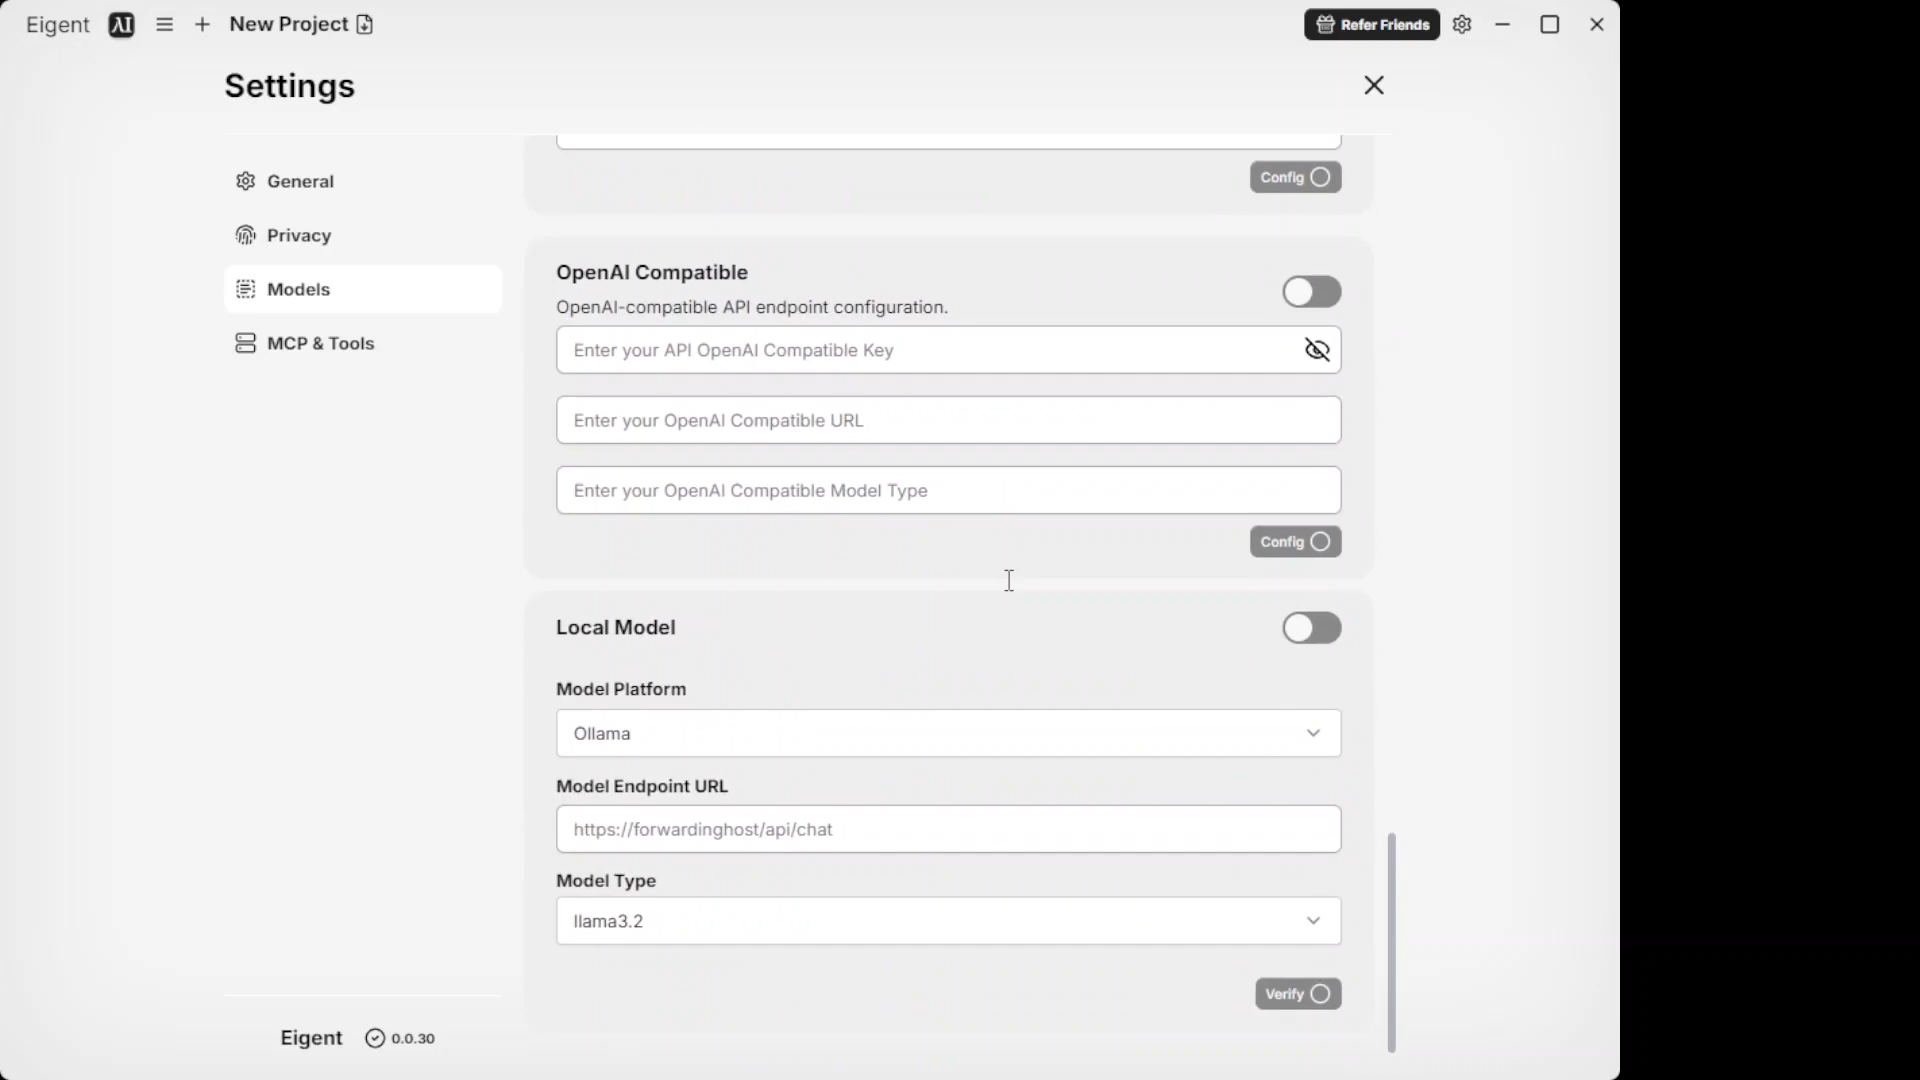 Eigent
AI
New Project
Refer Friends
Settings
General
Privacy
Models
MCP & Tools
Config
OpenAI Compatible
OpenAI-compatible API endpoint configuration.
Enter your API OpenAI Compatible Key
Enter your OpenAI Compatible URL
Enter your OpenAI Compatible Model Type
Config
Local Model
Model Platform
Ollama
Model Endpoint URL
https://forwardinghost/api/chat
Model Type
llama3.2
Verify
Eigent 0.0.30